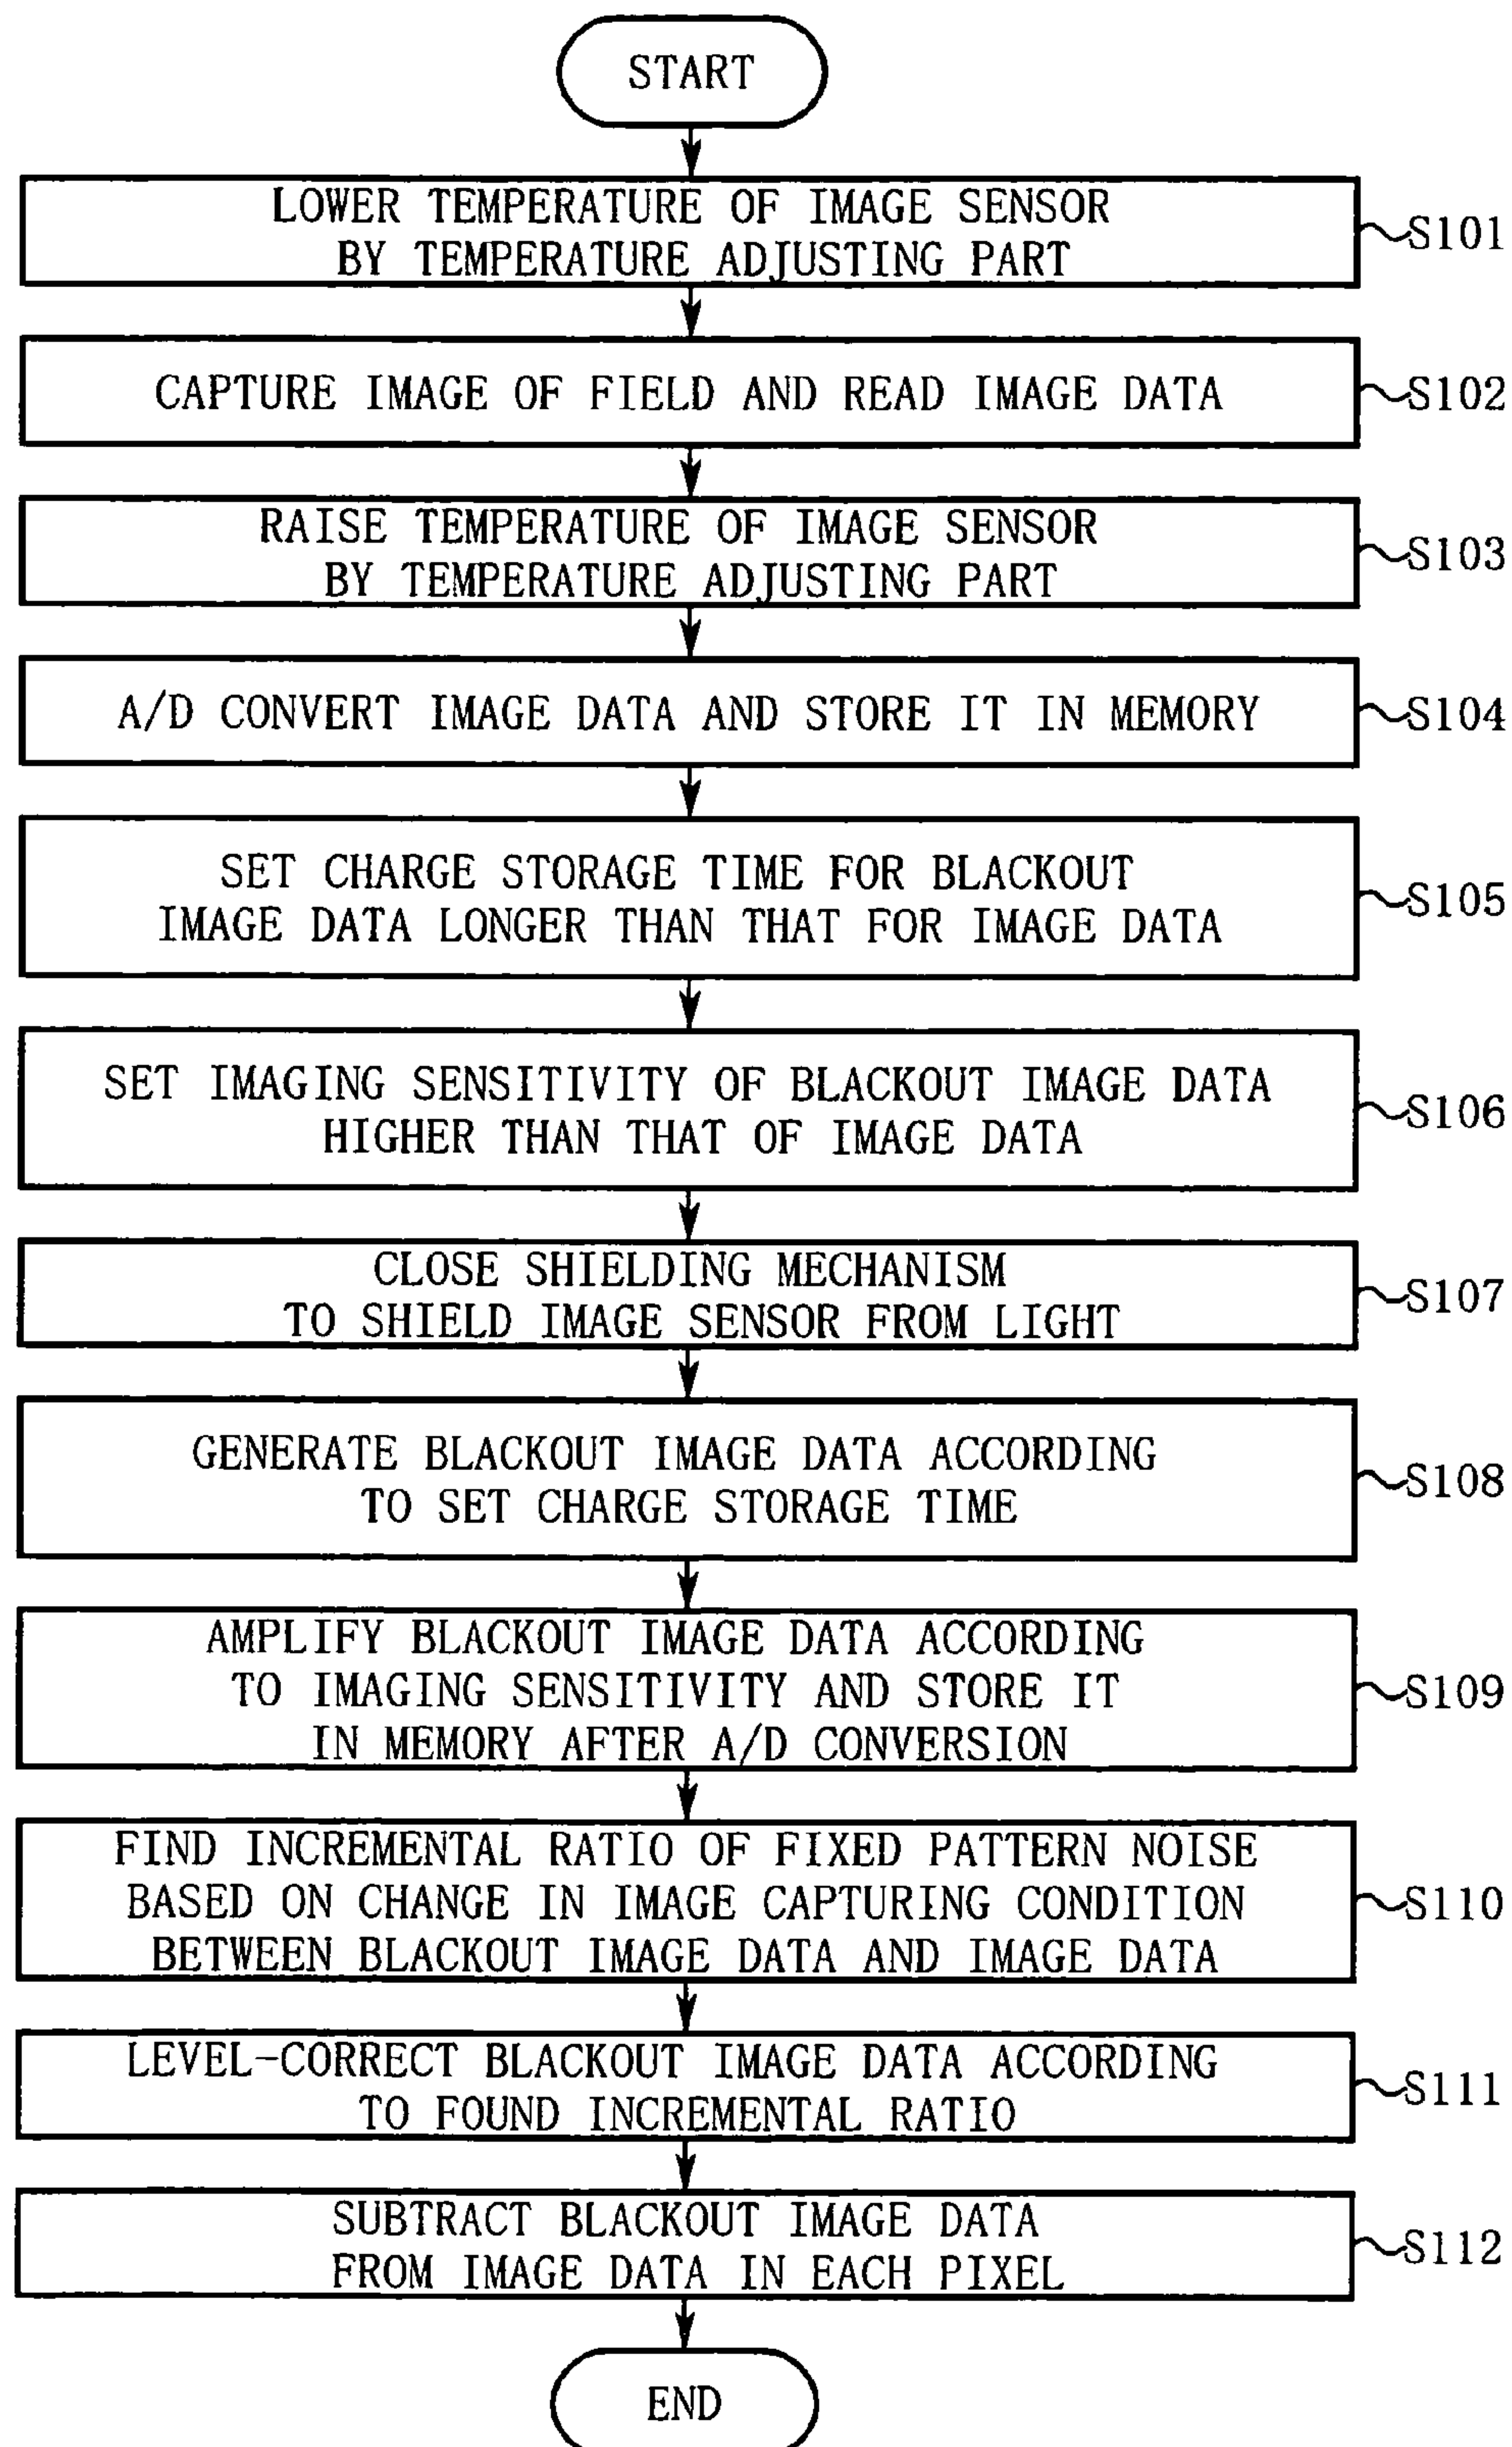 START
LOWER TEMPERATURE OF IMAGE SENSOR
BY TEMPERATURE ADJUSTING PART
S101
CAPTURE IMAGE OF FIELD AND READ IMAGE DATA
S102
RAISE TEMPERATURE OF IMAGE SENSOR
BY TEMPERATURE ADJUSTING PART
S103
A/D CONVERT IMAGE DATA AND STORE IT IN MEMORY
S104
SET CHARGE STORAGE TIME FOR BLACKOUT
IMAGE DATA LONGER THAN THAT FOR IMAGE DATA
S105
SET IMAGING SENSITIVITY OF BLACKOUT IMAGE DATA
HIGHER THAN THAT OF IMAGE DATA
S106
CLOSE SHIELDING MECHANISM
TO SHIELD IMAGE SENSOR FROM LIGHT
S107
GENERATE BLACKOUT IMAGE DATA ACCORDING
TO SET CHARGE STORAGE TIME
S108
AMPLIFY BLACKOUT IMAGE DATA ACCORDING
TO IMAGING SENSITIVITY AND STORE IT
IN MEMORY AFTER A/D CONVERSION
S109
FIND INCREMENTAL RATIO OF FIXED PATTERN NOISE
BASED ON CHANGE IN IMAGE CAPTURING CONDITION
BETWEEN BLACKOUT IMAGE DATA AND IMAGE DATA
S110
LEVEL-CORRECT BLACKOUT IMAGE DATA ACCORDING
TO FOUND INCREMENTAL RATIO
S111
SUBTRACT BLACKOUT IMAGE DATA
FROM IMAGE DATA IN EACH PIXEL
S112
END